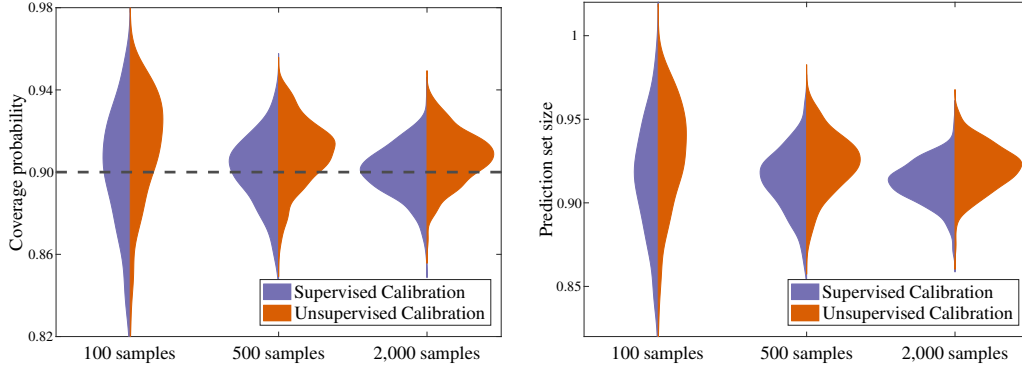 Coverage probability
0.98
0.94
0.90
0.86
0.82
100 samples
500 samples
2,000 samples
Supervised Calibration
Unsupervised Calibration
Prediction set size
1
0.95
0.90
0.85
100 samples
500 samples
2,000 samples
Supervised Calibration
Unsupervised Calibration